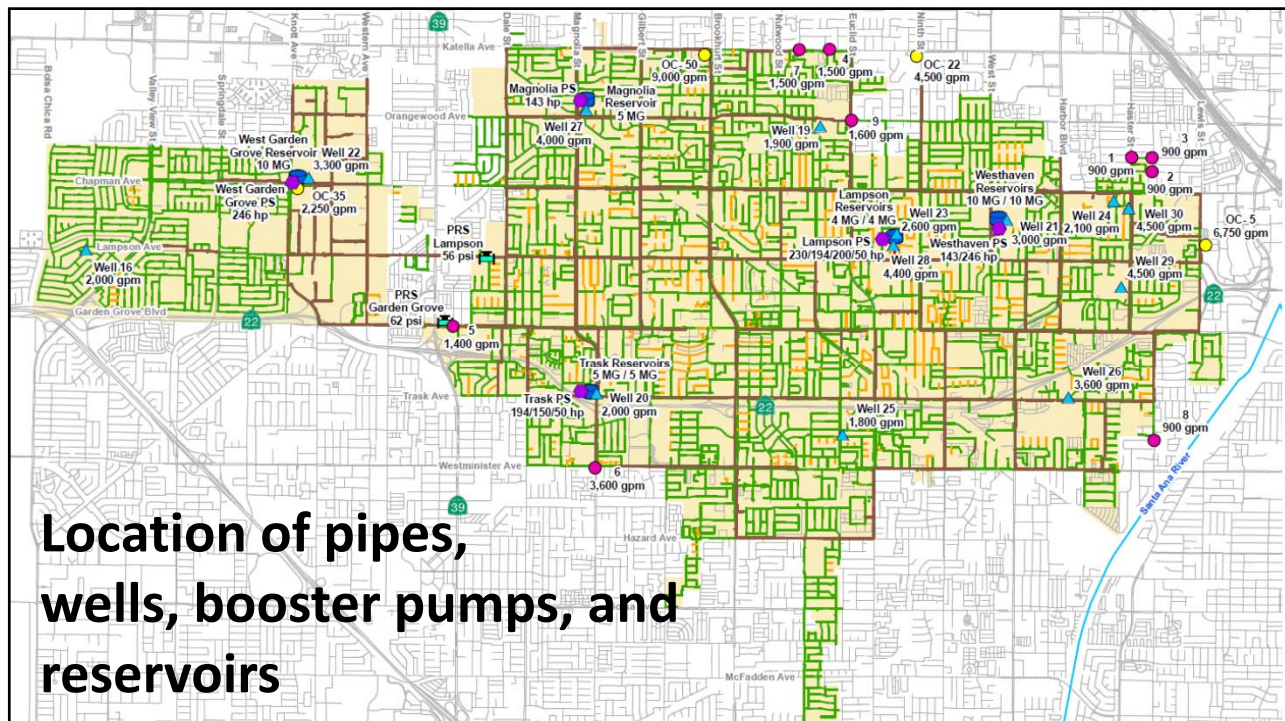 39
Katella Ave
Knott Ave
Western Ave
Dale St
Magnolia St
Gilbert St
Brookhurst St
Nutwood St
Euclid St
Ninth St
West St
Harbor Blvd
Haster St
Lewis St
Bolsa Chica Rd
Valley View St
Springdale St
OC- 50
9,000 gpm
7
1,500 gpm
4
1,500 gpm
OC- 22
4,500 gpm
Magnolia PS
143 hp
Magnolia
Reservoir
5 MG
Orangewood Ave
Well 27
4,000 gpm
Well 19
1,900 gpm
9
1,600 gpm
West Garden
Grove Reservoir
10 MG
Well 22
3,300 gpm
1
900 gpm
3
900 gpm
2
900 gpm
Chapman Ave
West Garden
Grove PS
246 hp
OC-35
2,250 gpm
Lampson
Reservoirs
4 MG / 4 MG
Well 23
2,600 gpm
Westhaven
Reservoirs
10 MG / 10 MG
Well 24
2,100 gpm
Well 30
4,500 gpm
OC- 5
6,750 gpm
Lampson Ave
Well 16
2,000 gpm
PRS
Lampson
56 psi
Lampson PS
230/194/200/50 hp
Well 28
4,400 gpm
Well 21
3,000 gpm
Westhaven PS
143/246 hp
Well 29
4,500 gpm
Garden Grove Blvd
22
PRS
Garden Grove
62 psi
5
1,400 gpm
22
Trask Reservoirs
5 MG / 5 MG
Trask Ave
Trask PS
194/150/50 hp
Well 20
2,000 gpm
22
Well 25
1,800 gpm
Well 26
3,600 gpm
8
900 gpm
Westminister Ave
6
3,600 gpm
39
Santa Ana River
Hazard Ave
McFadden Ave
Location of pipes,
wells, booster pumps, and
reservoirs